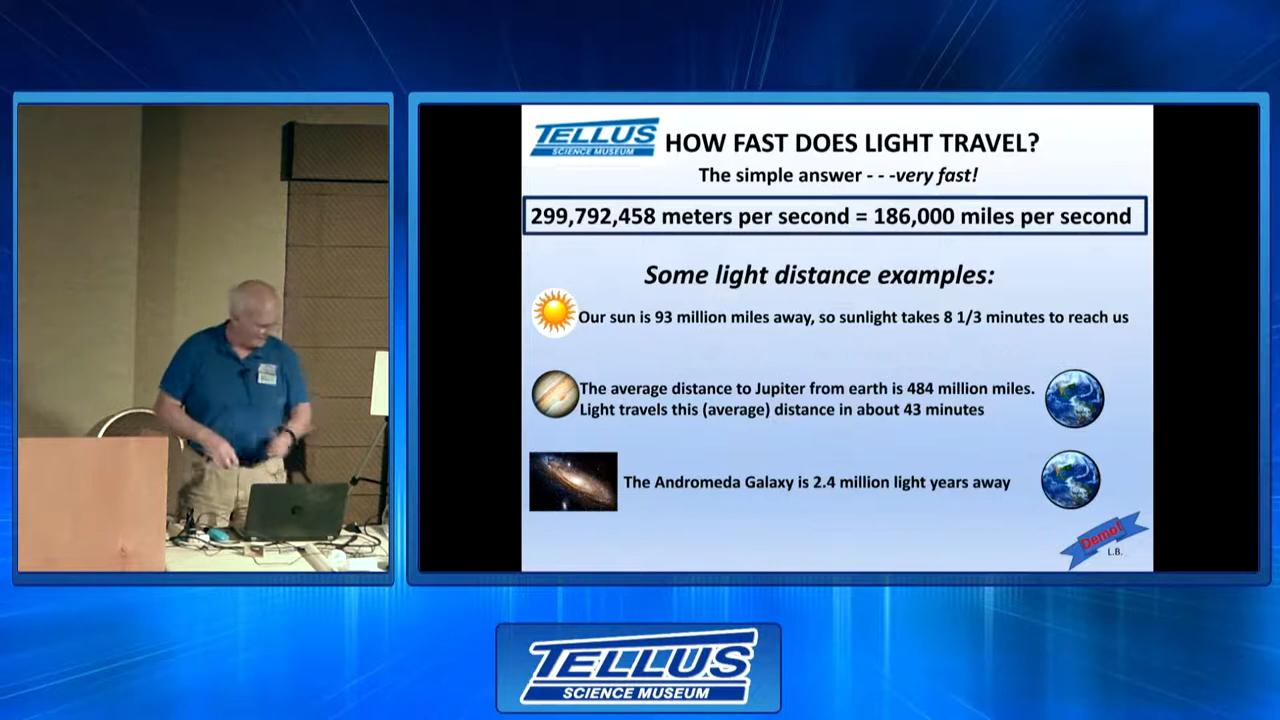 TELLUS
SCIENCE MUSEUM
HOW FAST DOES LIGHT TRAVEL?
The simple answer - - -very fast!
299,792,458 meters per second = 186,000 miles per second
Some light distance examples:
Our sun is 93 million miles away, so sunlight takes 8 1/3 minutes to reach us
The average distance to Jupiter from earth is 484 million miles.
Light travels this (average) distance in about 43 minutes
The Andromeda Galaxy is 2.4 million light years away
Demo!
L.B.
TELLUS
SCIENCE MUSEUM